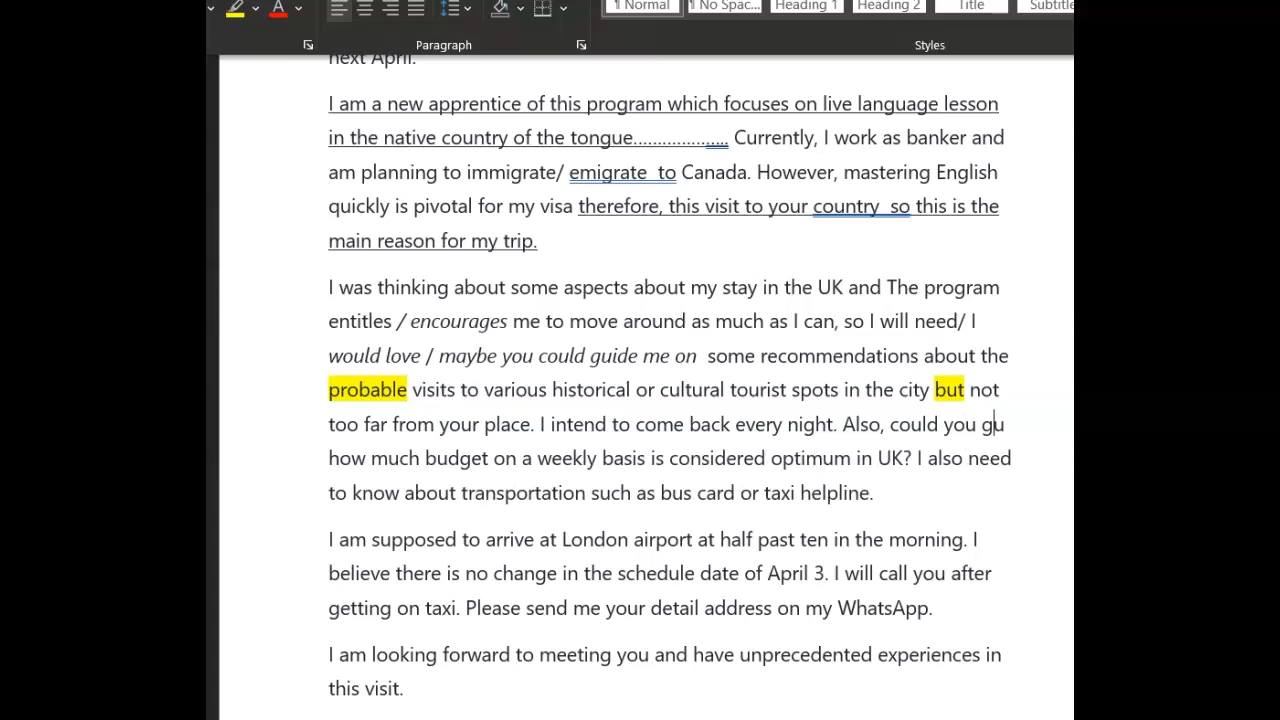 ¶ Normal ¶ No Spac... Heading 1 Heading 2 Title Subtitle
Paragraph Styles
next April.
I am a new apprentice of this program which focuses on live language lesson
in the native country of the tongue..................... Currently, I work as banker and
am planning to immigrate/ emigrate  to Canada. However, mastering English
quickly is pivotal for my visa therefore, this visit to your country  so this is the
main reason for my trip.
I was thinking about some aspects about my stay in the UK and The program
entitles / encourages me to move around as much as I can, so I will need/ I
would love / maybe you could guide me on  some recommendations about the
probable visits to various historical or cultural tourist spots in the city but not
too far from your place. I intend to come back every night. Also, could you gu
how much budget on a weekly basis is considered optimum in UK? I also need
to know about transportation such as bus card or taxi helpline.
I am supposed to arrive at London airport at half past ten in the morning. I
believe there is no change in the schedule date of April 3. I will call you after
getting on taxi. Please send me your detail address on my WhatsApp.
I am looking forward to meeting you and have unprecedented experiences in
this visit.